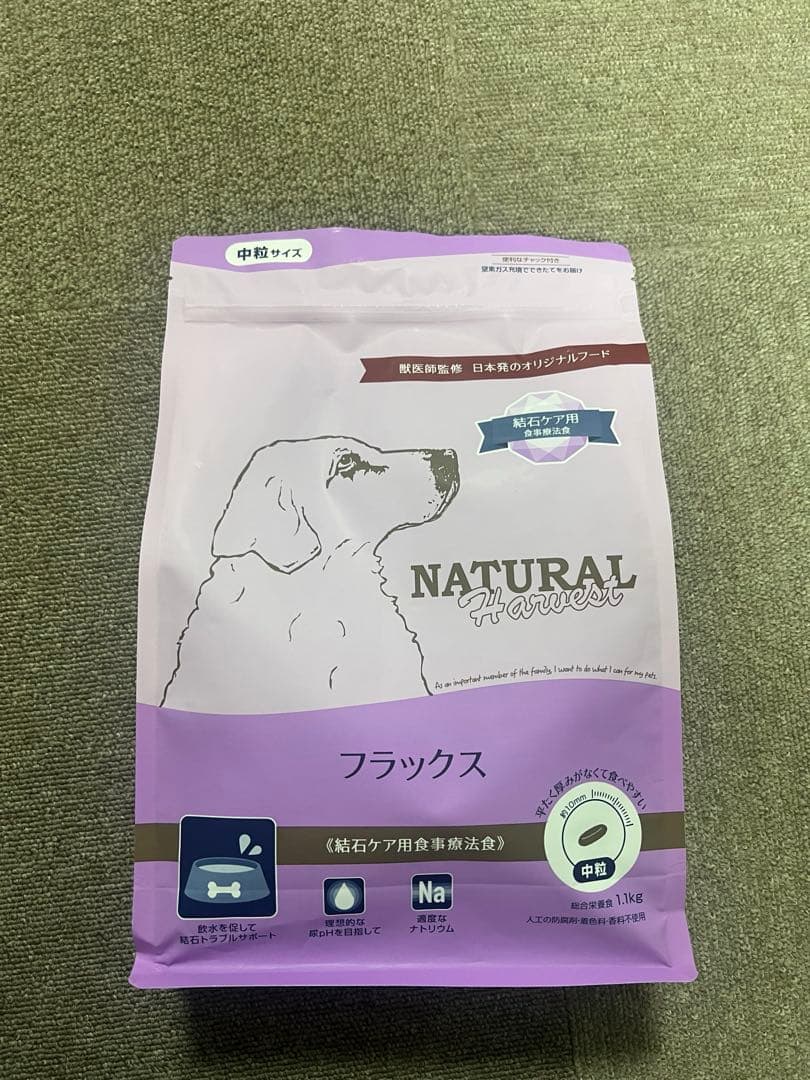 中粒サイズ
便利なチャック付き
窒素ガス充填でできたてをお届け
獣医師監修 日本発のオリジナルフード
結石ケア用
食事療法食
NATURAL
Harvest
As an important member of the family, I want to do what I can for my pets.
フラックス
平たく厚みがなくて食べやすい
約10mm
中粒
《結石ケア用食事療法食》
飲水を促して
結石トラブルサポート
理想的な
尿pHを目指して
Na
適度な
ナトリウム
総合栄養食 1.1kg
人工の防腐剤・着色料・香料不使用